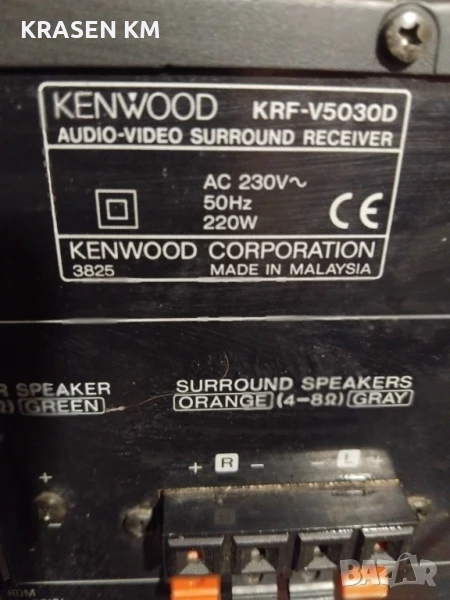 KRASEN KM
KENWOOD KRF-V5030D
AUDIO-VIDEO SURROUND RECEIVER
AC 230V~
50Hz
220W
CE
KENWOOD CORPORATION
3825 MADE IN MALAYSIA
R SPEAKER
Ω) GREEN
SURROUND SPEAKERS
ORANGE (4-8Ω) GRAY
+ R − − L
+
−
BAZAR